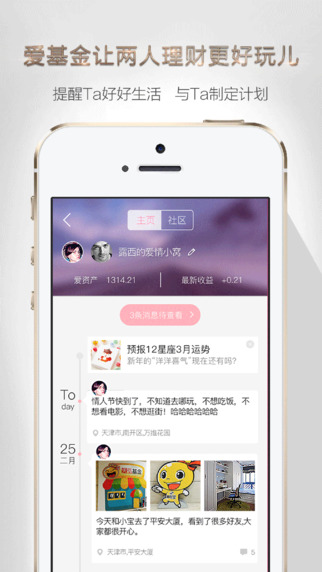 爱基金让两人理财更好玩儿
提醒Ta好好生活 与Ta制定计划
主页 社区
露西的爱情小窝
爱资产 1314.21 最新收益 +0.21
3条消息待查看 >
预报12星座3月运势
新年的“洋洋喜气”现在还有吗?
To
day
情人节快到了，不知道去哪玩，不想吃饭，不
想看电影，不想逛街！哈哈哈哈哈哈
天津市,南开区,万维花园
25
二月
今天和小宝去了平安大厦，看到了很多好友,大
家都很开心。
天津市,平安大厦 5